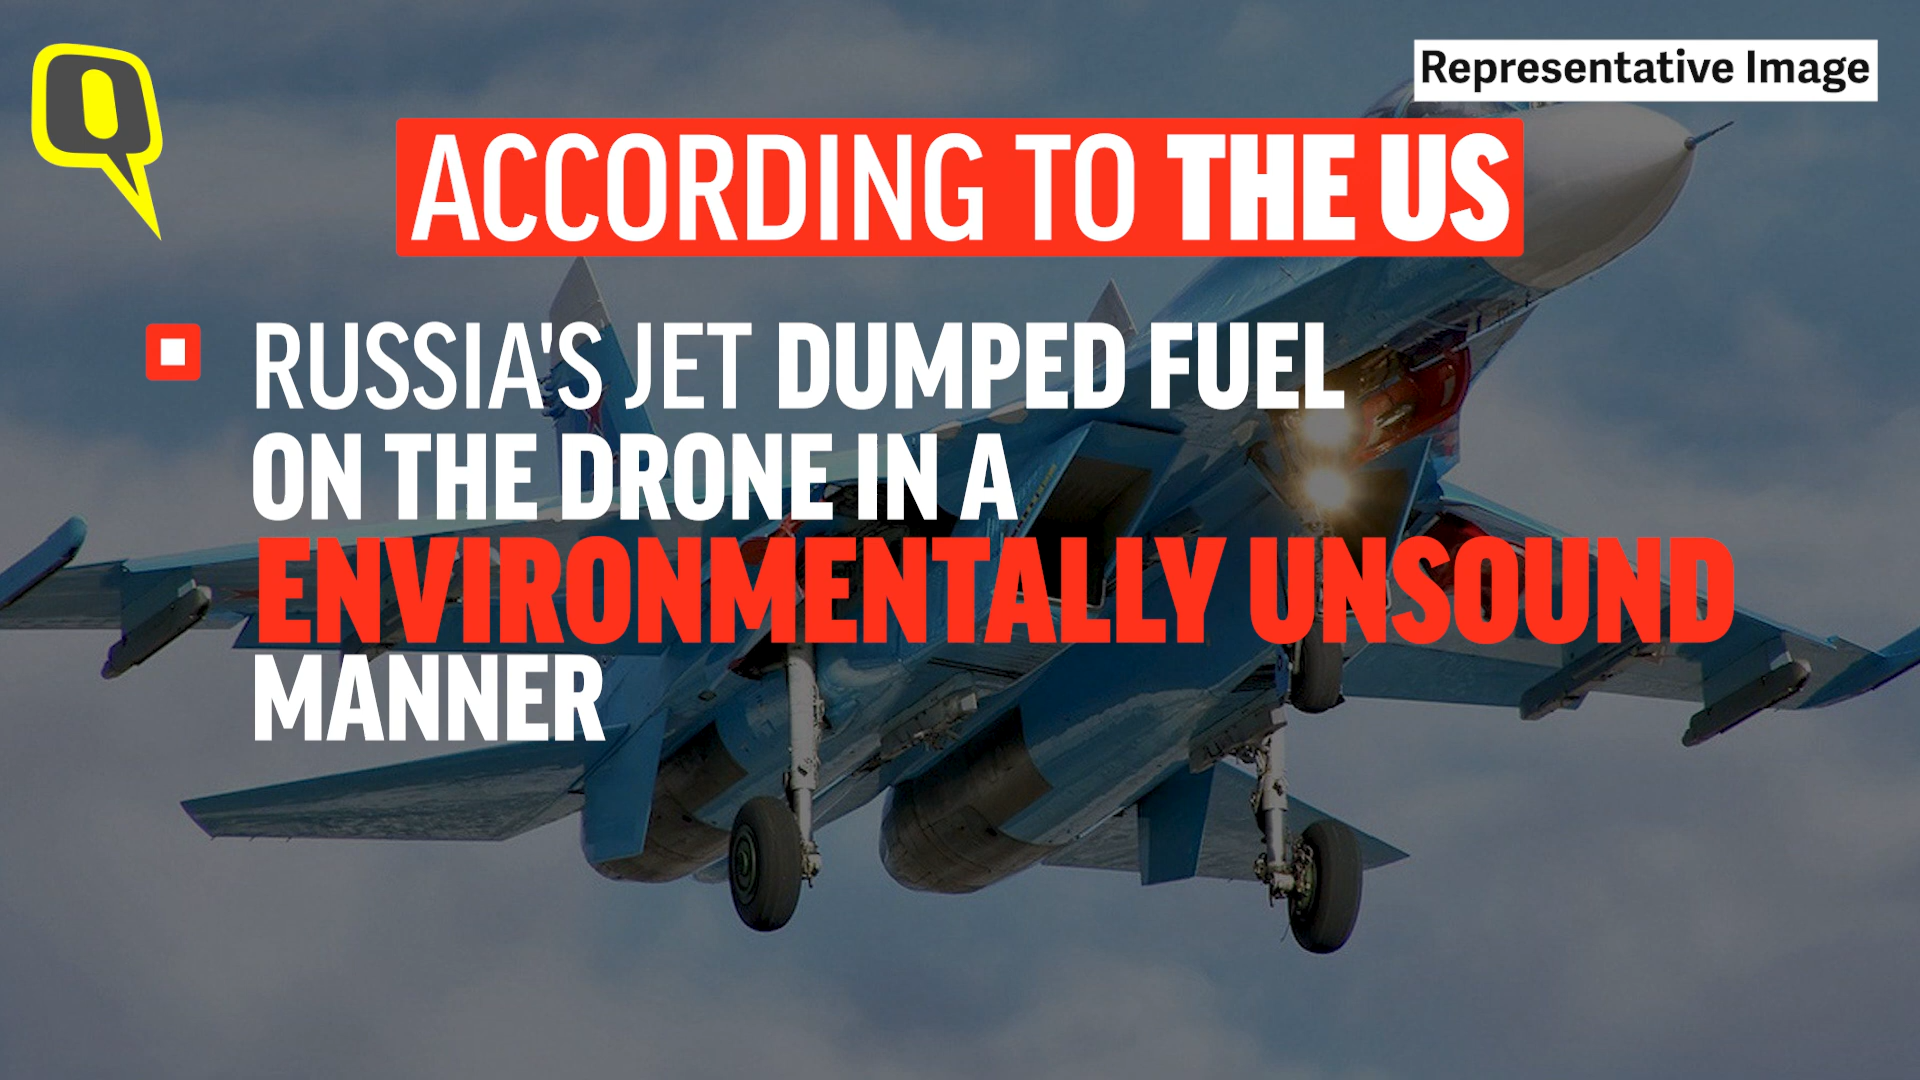 Representative Image
Q
ACCORDING TO THE US
RUSSIA'S JET DUMPED FUEL
ON THE DRONE IN A
ENVIRONMENTALLY UNSOUND
MANNER